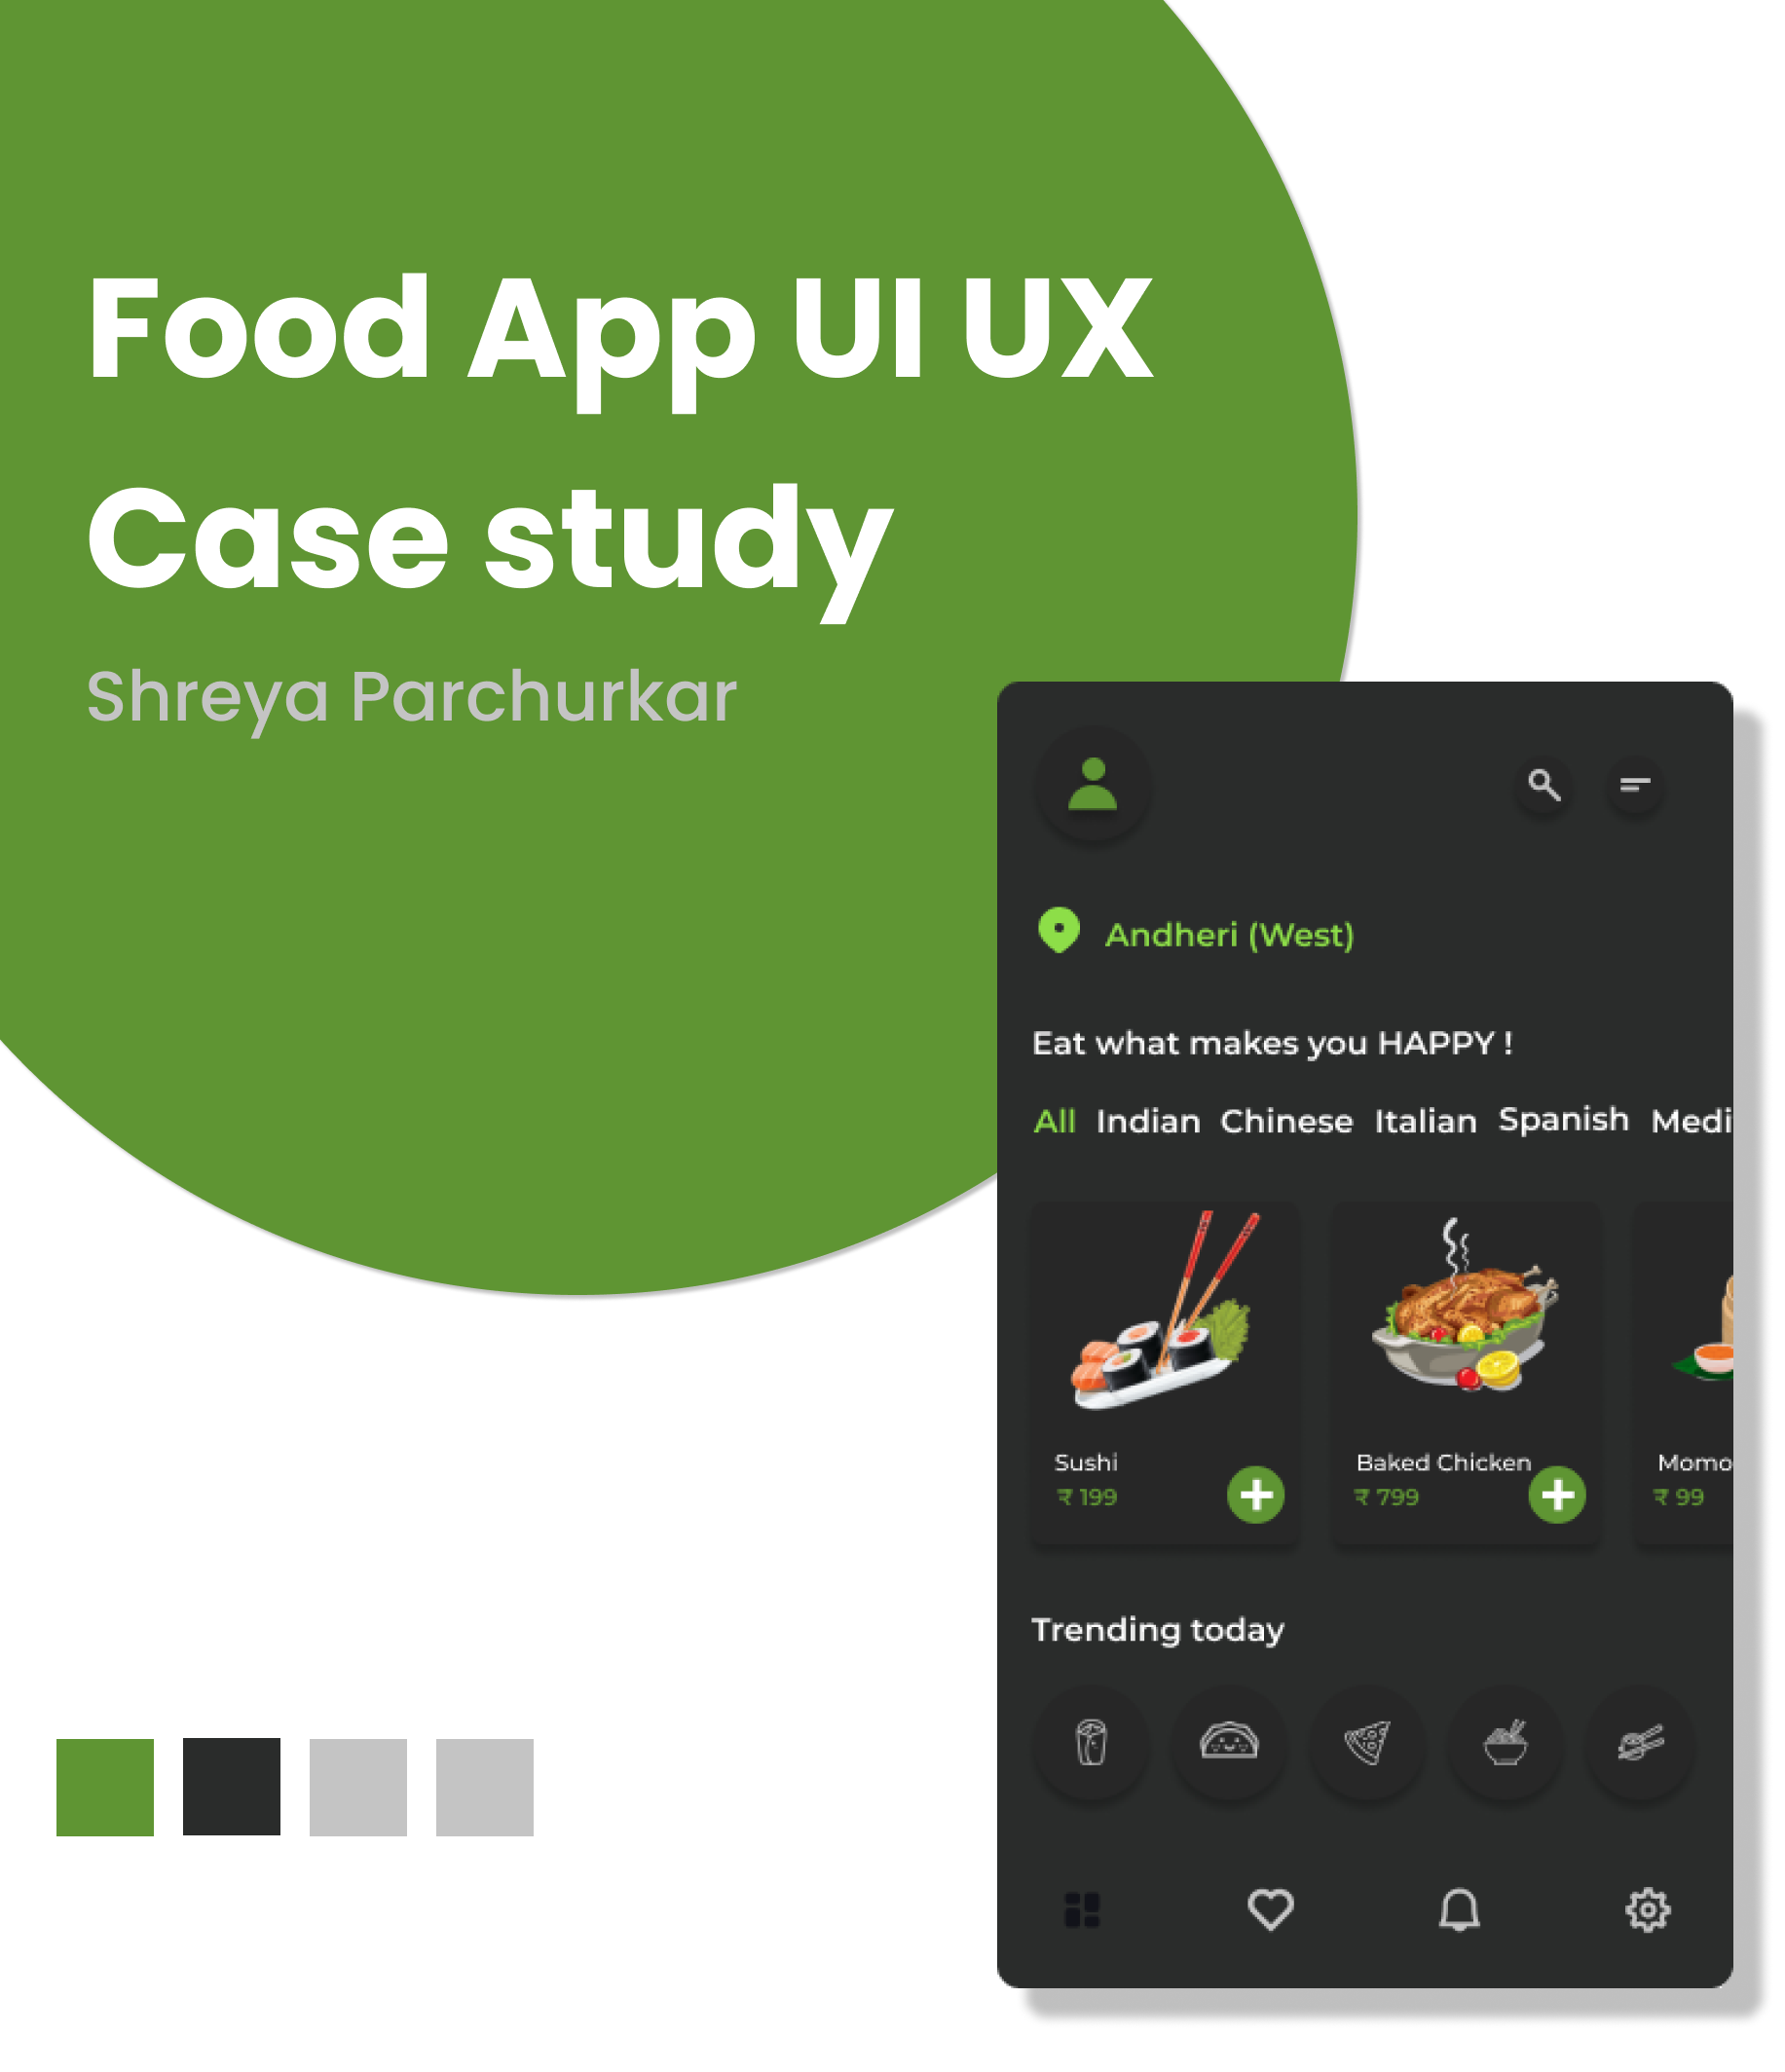 Food App UI UX
Case study
Shreya Parchurkar
Andheri (West)
Eat what makes you HAPPY !
All Indian Chinese Italian Spanish Medi
Sushi Baked Chicken Momo
₹ 199 ₹ 799 ₹ 99
Trending today